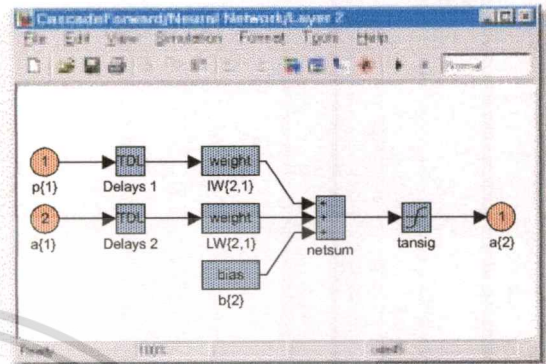 CascadeForward/Neural Network/Layer 2
File Edit View Simulation Format Tools Help
Normal
1 TDL weight
p{1} Delays 1 IW{2,1}
2 TDL weight 1
a{1} Delays 2 LW{2,1} netsum tansig a{2}
bias
b{2}
Ready 100%